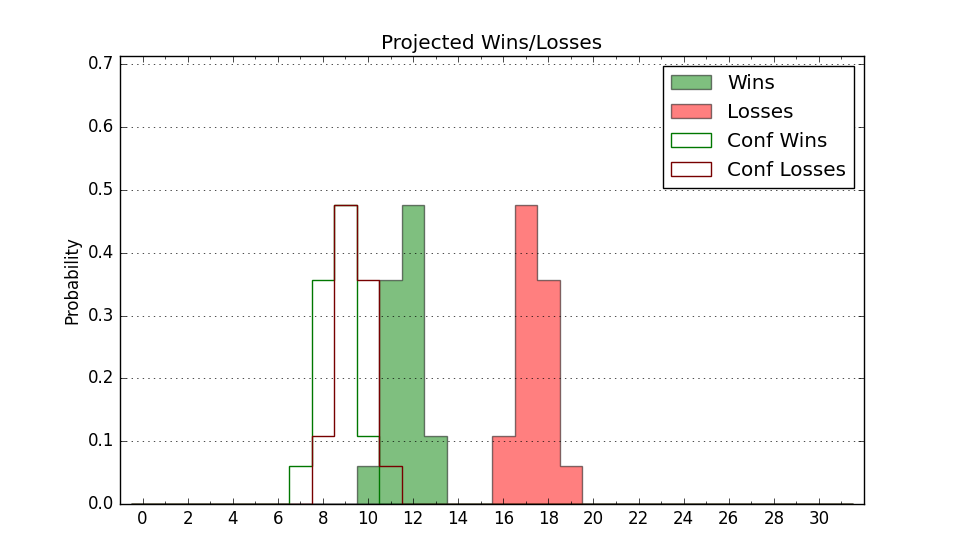 Projected Wins/Losses
Wins
Losses
Conf Wins
Conf Losses
Probability
0.7
0.6
0.5
0.4
0.3
0.2
0.1
0.0
0 2 4 6 8 10 12 14 16 18 20 22 24 26 28 30